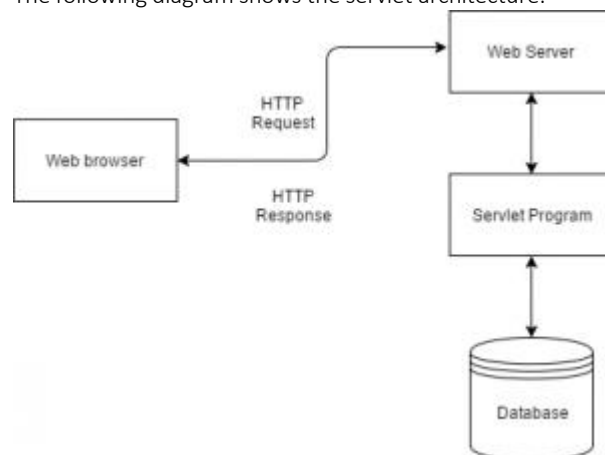 The following diagram shows the servlet architecture:
Web Server
HTTP
Request
Web browser
HTTP
Response
Servlet Program
Database